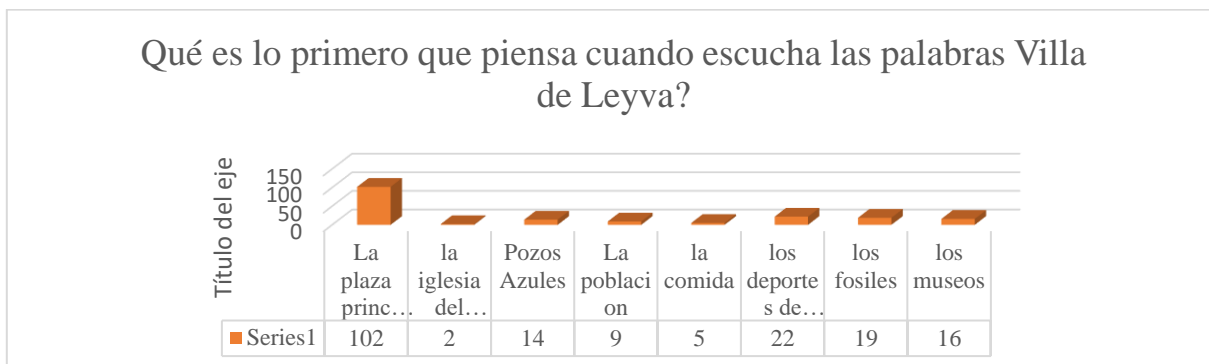 Qué es lo primero que piensa cuando escucha las palabras Villa
de Leyva?
Título del eje
150
100
50
0
La
plaza
princ…
la
iglesia
del…
Pozos
Azules
La
poblaci
on
la
comida
los
deporte
s de…
los
fosiles
los
museos
Series1 102 2 14 9 5 22 19 16